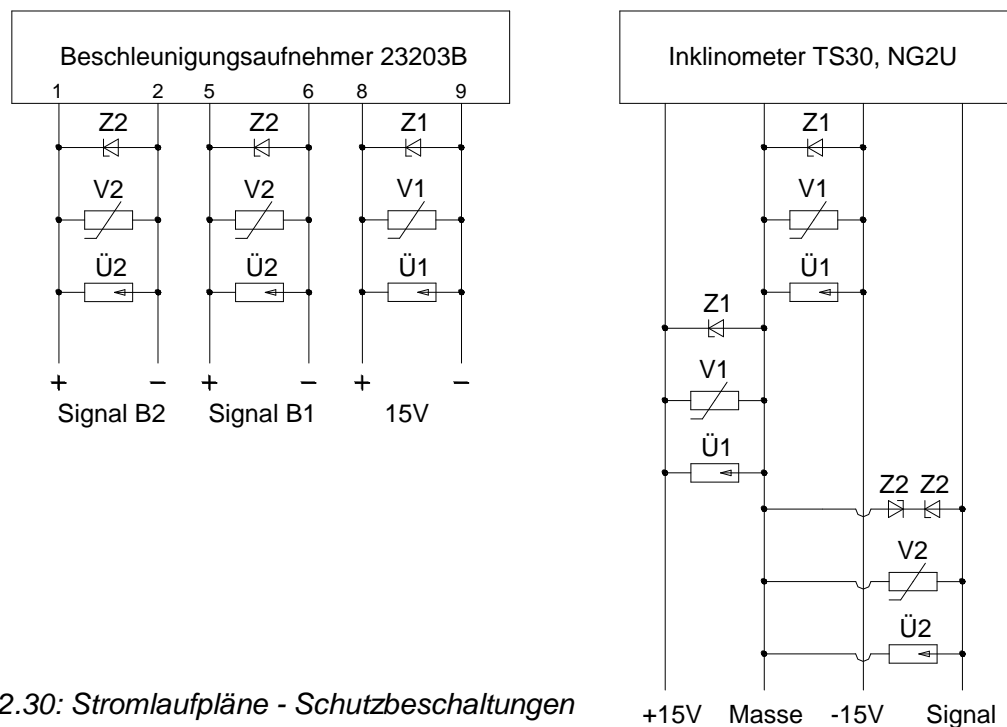 Beschleunigungsaufnehmer 23203B
1 2 5 6 8 9
Z2 Z2 Z1
V2 V2 V1
Ü2 Ü2 Ü1
+ − + − + −
Signal B2 Signal B1 15V
Inklinometer TS30, NG2U
Z1
V1
Ü1
Z1
V1
Ü1
Z2 Z2
V2
Ü2
+15V Masse -15V Signal
2.30: Stromlaufpläne - Schutzbeschaltungen